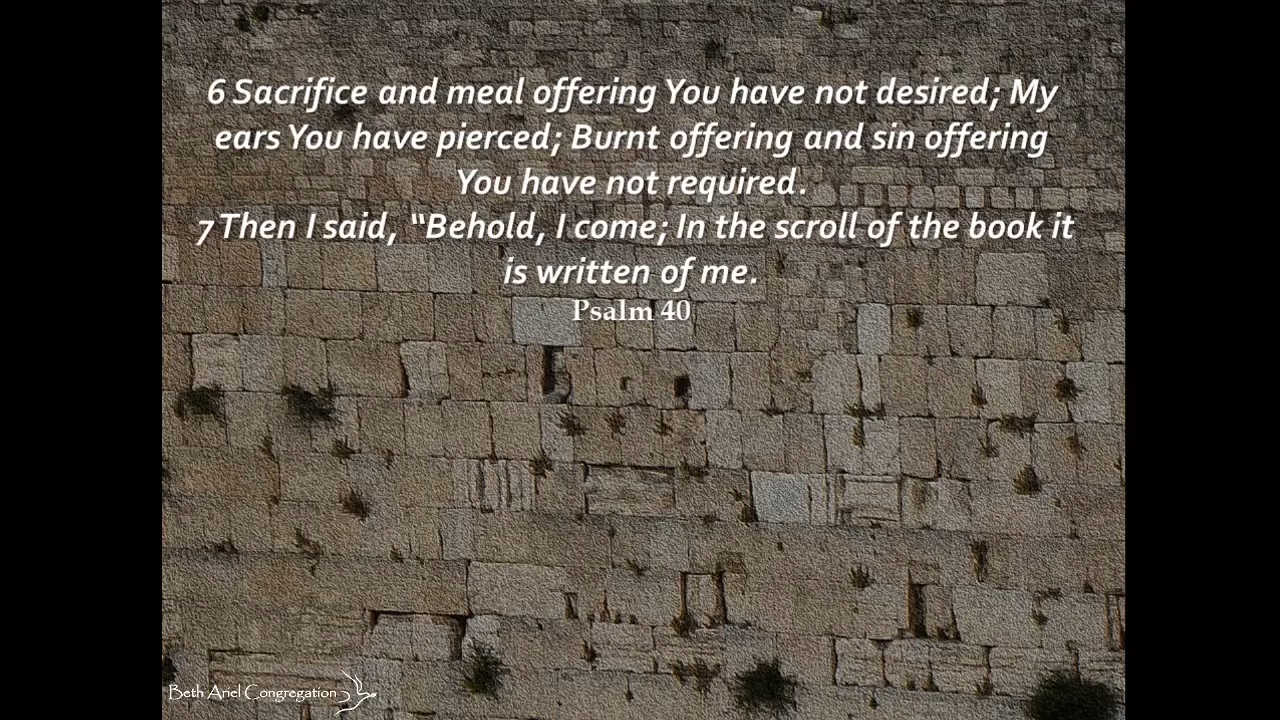 6 Sacrifice and meal offering You have not desired; My
ears You have pierced; Burnt offering and sin offering
You have not required.
7 Then I said, “Behold, I come; In the scroll of the book it
is written of me.
Psalm 40
Beth Ariel Congregation